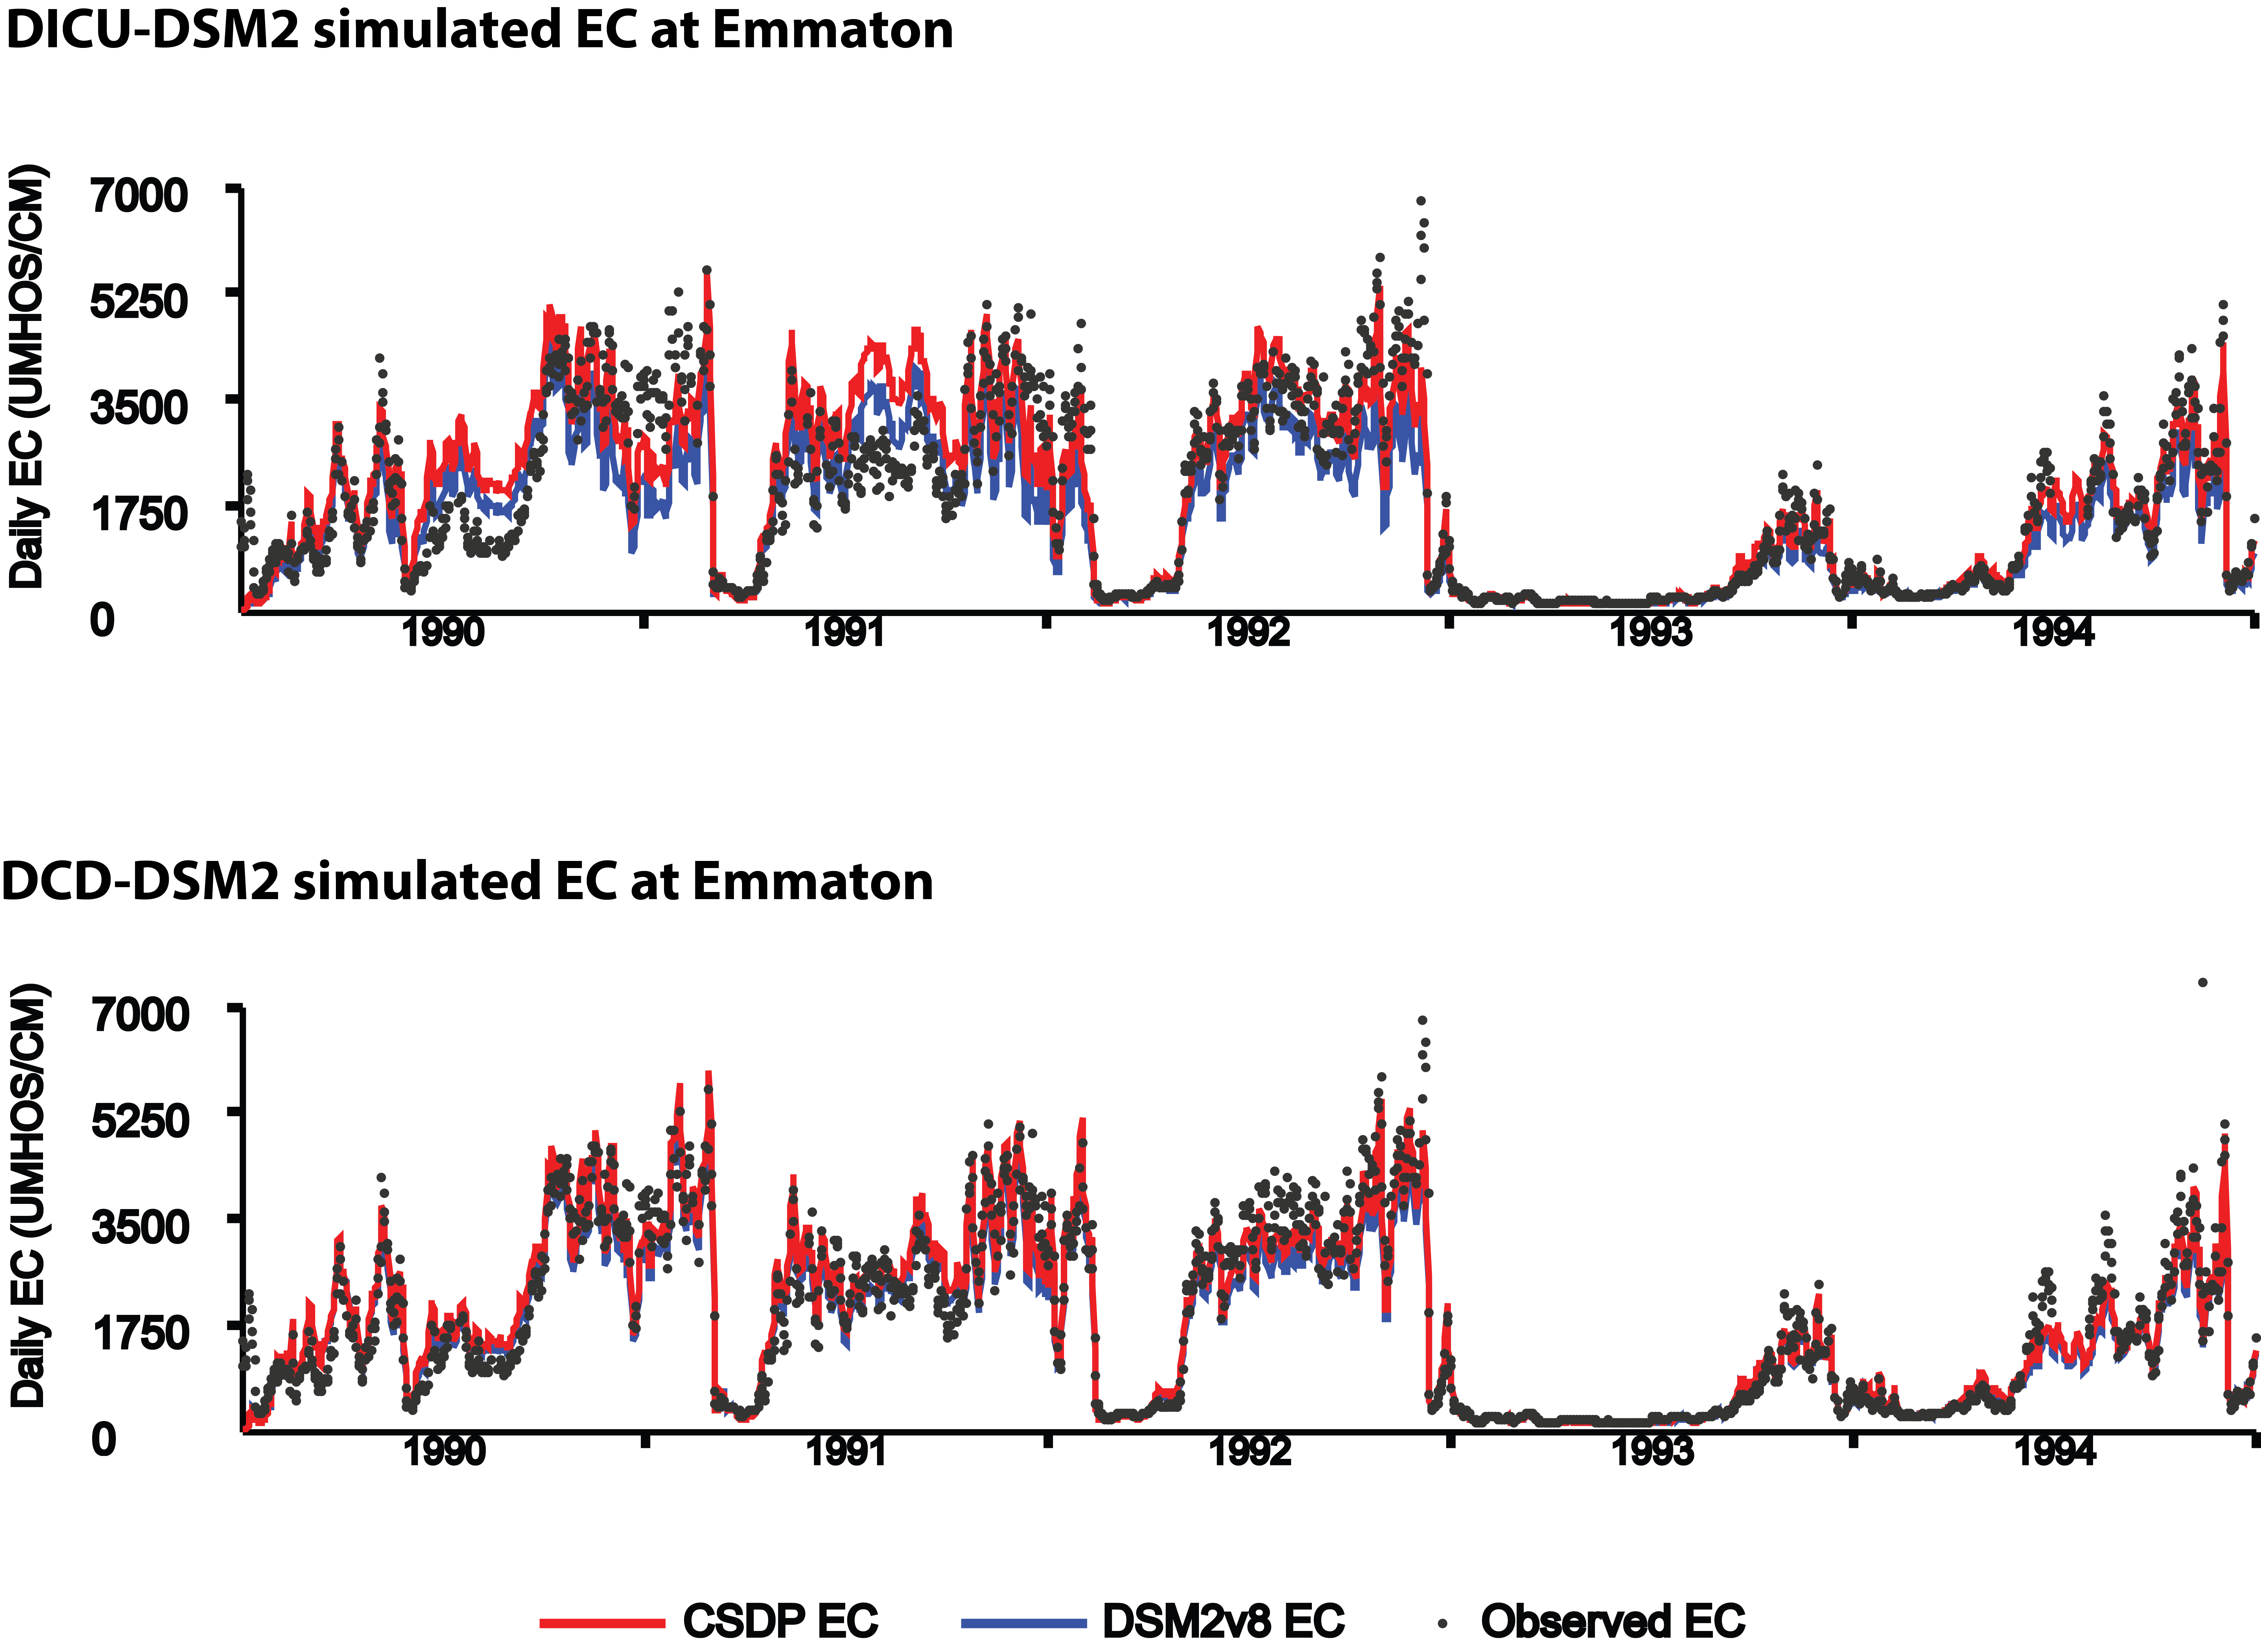 DICU-DSM2 simulated EC at Emmaton
Daily EC (UMHOS/CM)
7000
5250
3500
1750
0
1990 1991 1992 1993 1994
DCD-DSM2 simulated EC at Emmaton
Daily EC (UMHOS/CM)
7000
5250
3500
1750
0
1990 1991 1992 1993 1994
CSDP EC DSM2v8 EC Observed EC